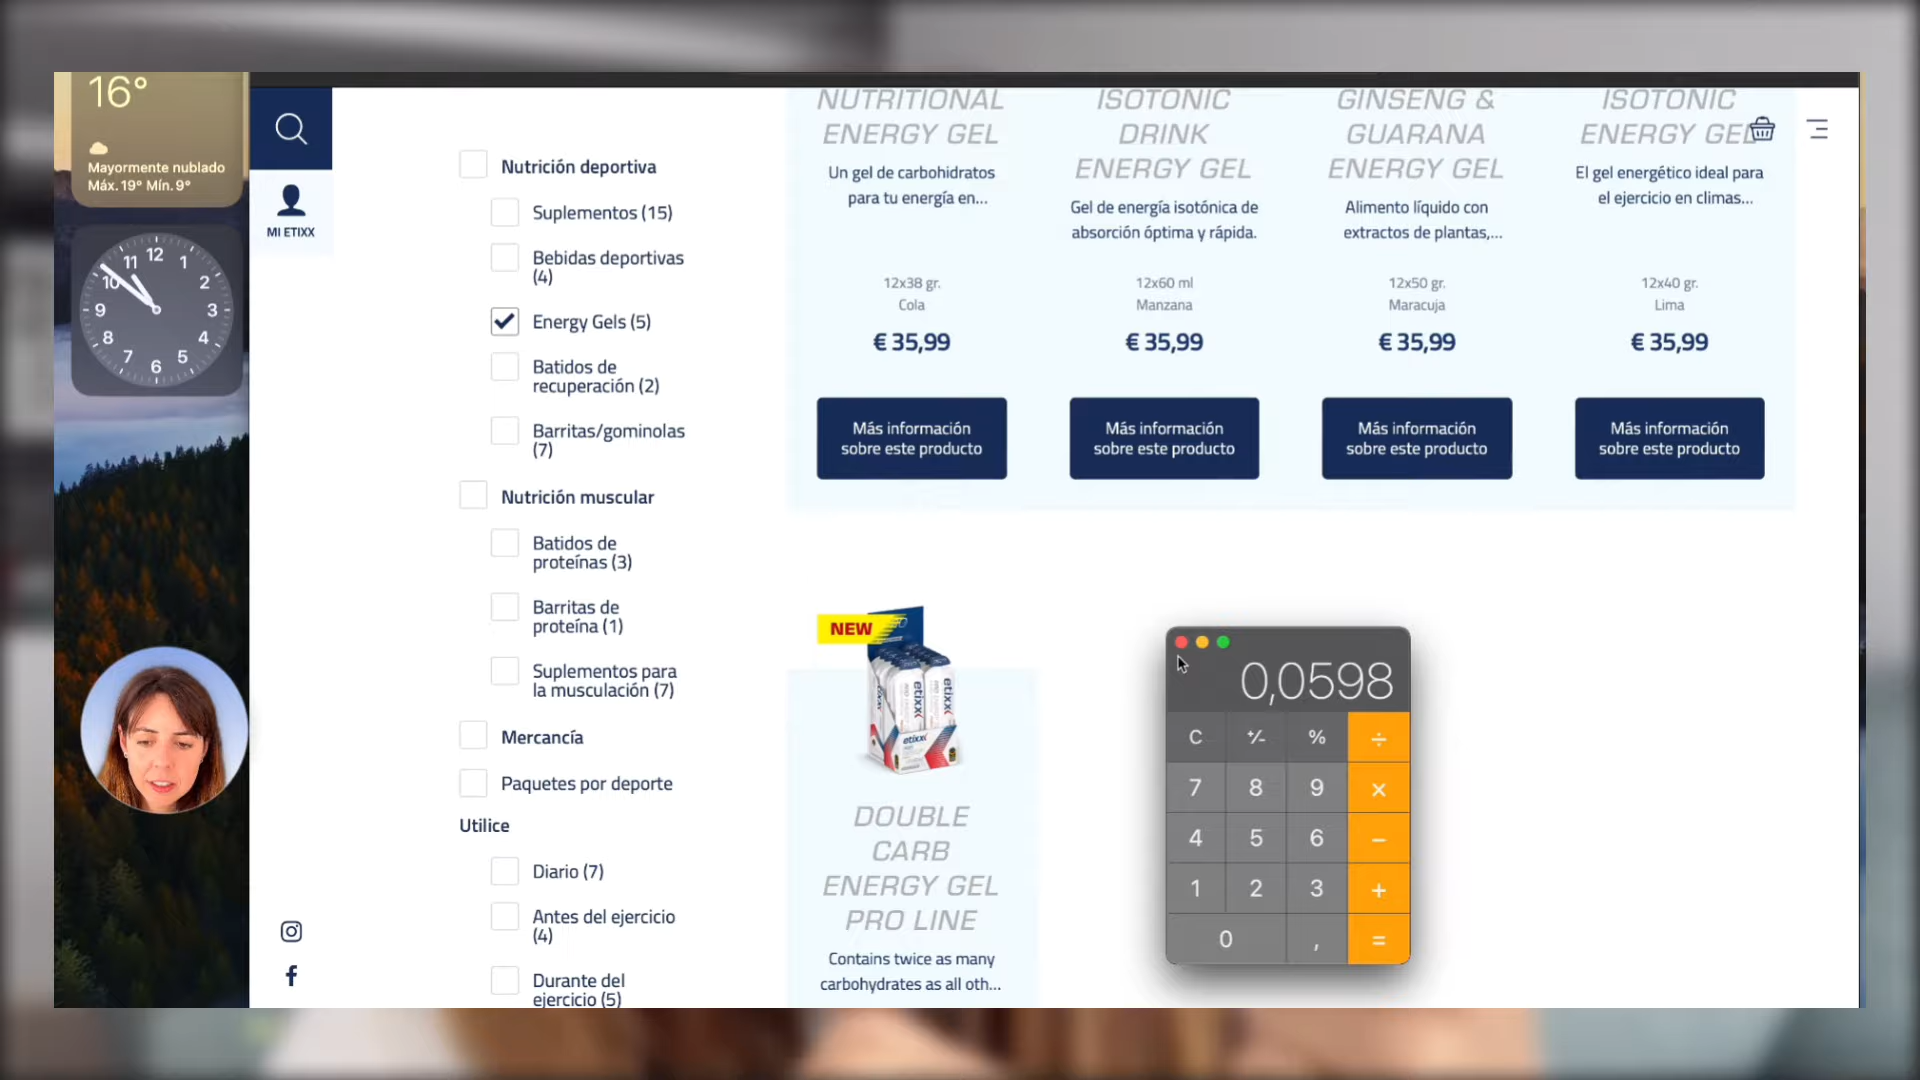 16°
Mayormente nublado
Máx. 19° Mín. 9°
12
1
2
3
4
5
6
7
8
9
10
11
MI ETIXX
Nutrición deportiva
Suplementos (15)
Bebidas deportivas
(4)
Energy Gels (5)
Batidos de
recuperación (2)
Barritas/gominolas
(7)
Nutrición muscular
Batidos de
proteínas (3)
Barritas de
proteína (1)
Suplementos para
la musculación (7)
Mercancía
Paquetes por deporte
Utilice
Diario (7)
Antes del ejercicio
(4)
Durante del
ejercicio (5)
NUTRITIONAL
ENERGY GEL
Un gel de carbohidratos
para tu energía en...
12x38 gr.
Cola
€ 35,99
Más información
sobre este producto
ISOTONIC
DRINK
ENERGY GEL
Gel de energía isotónica de
absorción óptima y rápida.
12x60 ml
Manzana
€ 35,99
Más información
sobre este producto
GINSENG &
GUARANA
ENERGY GEL
Alimento líquido con
extractos de plantas,...
12x50 gr.
Maracuja
€ 35,99
Más información
sobre este producto
ISOTONIC
ENERGY GEL
El gel energético ideal para
el ejercicio en climas...
12x40 gr.
Lima
€ 35,99
Más información
sobre este producto
NEW
etixx
etixx
etixx
DOUBLE
CARB
ENERGY GEL
PRO LINE
Contains twice as many
carbohydrates as all oth...
0,0598
C +/- % ÷
7 8 9 ×
4 5 6 −
1 2 3 +
0 , =